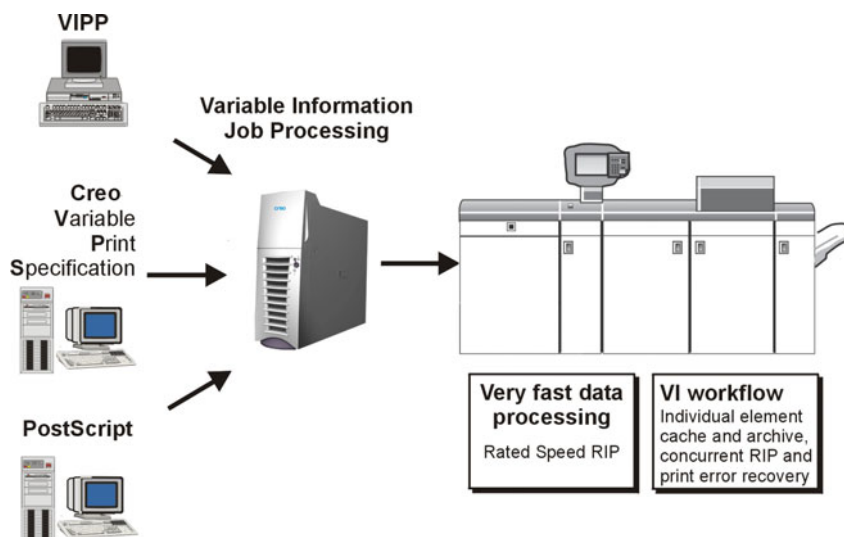 VIPP
Variable Information
Job Processing
Creo
Variable
Print
Specification
creo
PostScript
Very fast data
processing
Rated Speed RIP
VI workflow
Individual element
cache and archive,
concurrent RIP and
print error recovery